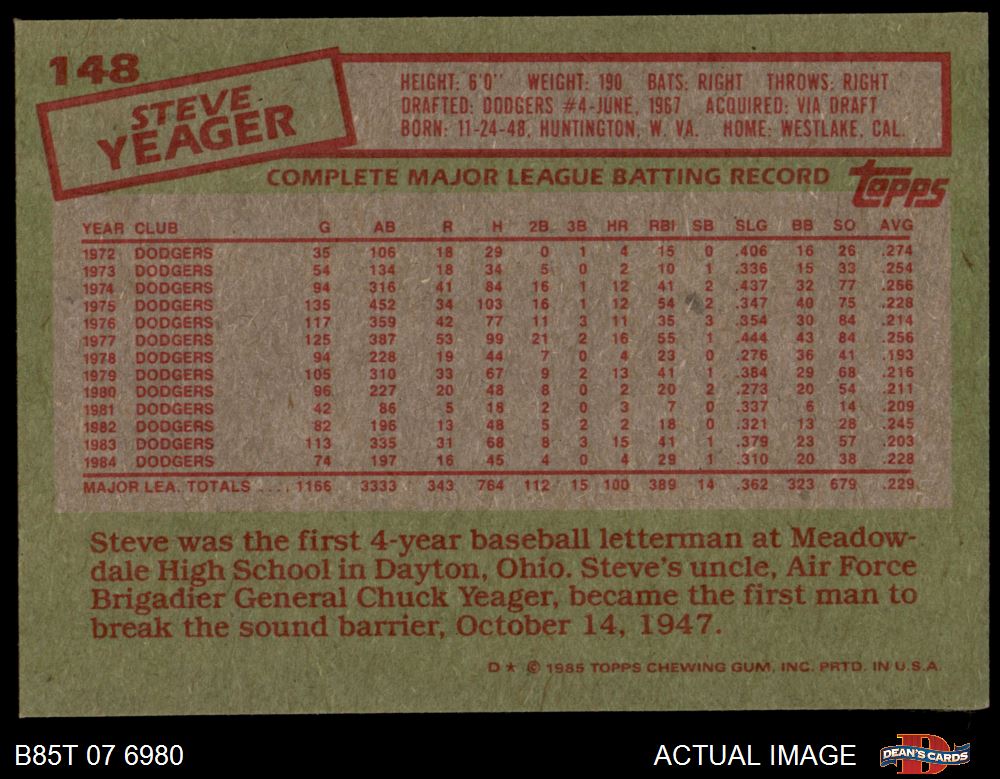 148
STEVE
YEAGER
HEIGHT: 6'0" WEIGHT: 190 BATS: RIGHT THROWS: RIGHT
DRAFTED: DODGERS #4-JUNE, 1967 ACQUIRED: VIA DRAFT
BORN: 11-24-48, HUNTINGTON, W. VA. HOME: WESTLAKE, CAL.
COMPLETE MAJOR LEAGUE BATTING RECORD
topps
YEAR CLUB G AB R H 2B 3B HR RBI SB SLG BB SO AVG
1972 DODGERS 35 106 18 29 0 1 4 15 0 .406 16 26 .274
1973 DODGERS 54 134 18 34 5 0 2 10 1 .336 15 33 .254
1974 DODGERS 94 316 41 84 16 1 12 41 2 .437 32 77 .266
1975 DODGERS 135 452 34 103 16 1 12 54 2 .347 40 75 .228
1976 DODGERS 117 359 42 77 11 3 11 35 3 .354 30 84 .214
1977 DODGERS 125 387 53 99 21 2 16 55 1 .444 43 84 .256
1978 DODGERS 94 228 19 44 7 0 4 23 0 .276 36 41 .193
1979 DODGERS 105 310 33 67 9 2 13 41 1 .384 29 68 .216
1980 DODGERS 96 227 20 48 8 0 2 20 2 .273 20 54 .211
1981 DODGERS 42 86 5 18 2 0 3 7 0 .337 6 14 .209
1982 DODGERS 82 196 13 48 5 2 2 18 0 .321 13 28 .245
1983 DODGERS 113 335 31 68 8 3 15 41 1 .379 23 57 .203
1984 DODGERS 74 197 16 45 4 0 4 29 1 .310 20 38 .228
MAJOR LEA. TOTALS .... 1166 3333 343 764 112 15 100 389 14 .362 323 679 .229
Steve was the first 4-year baseball letterman at Meadow-
dale High School in Dayton, Ohio. Steve's uncle, Air Force
Brigadier General Chuck Yeager, became the first man to
break the sound barrier, October 14, 1947.
D★ © 1985 TOPPS CHEWING GUM, INC. PRTD. IN U.S.A.
B85T 07 6980
ACTUAL IMAGE
DEAN'S CARDS